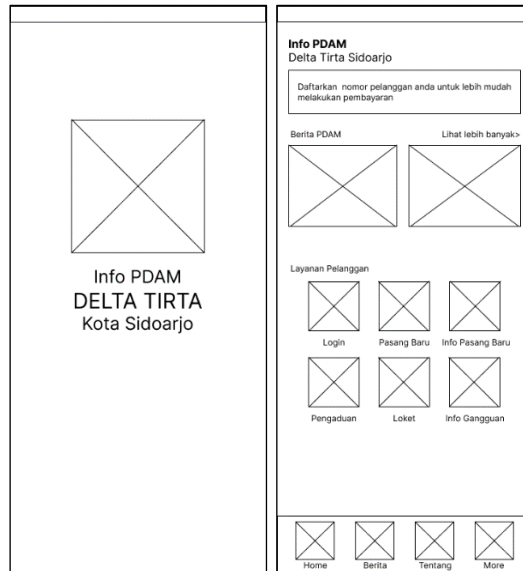 Info PDAM
DELTA TIRTA
Kota Sidoarjo
Info PDAM
Delta Tirta Sidoarjo
Daftarkan nomor pelanggan anda untuk lebih mudah
melakukan pembayaran
Berita PDAM
Lihat lebih banyak>
Layanan Pelanggan
Login
Pasang Baru
Info Pasang Baru
Pengaduan
Loket
Info Gangguan
Home
Berita
Tentang
More